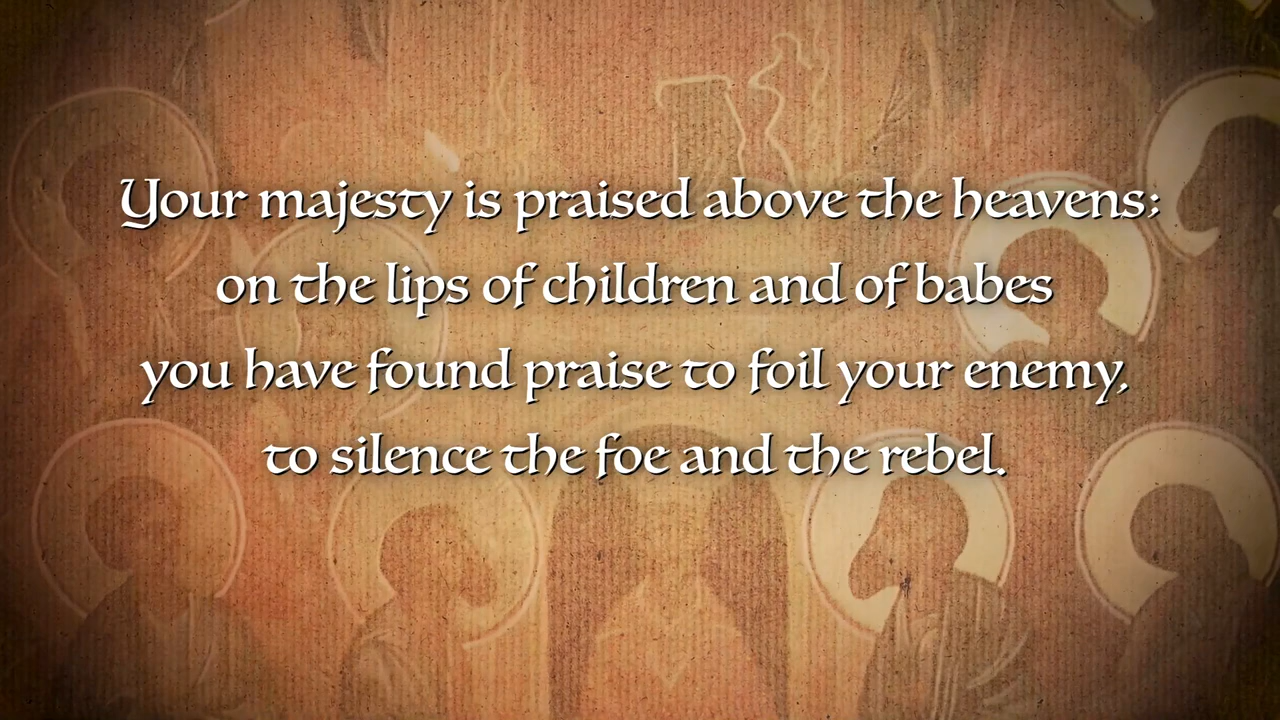 Your majesty is praised above the heavens:
on the lips of children and of babes
you have found praise to foil your enemy,
to silence the foe and the rebel.